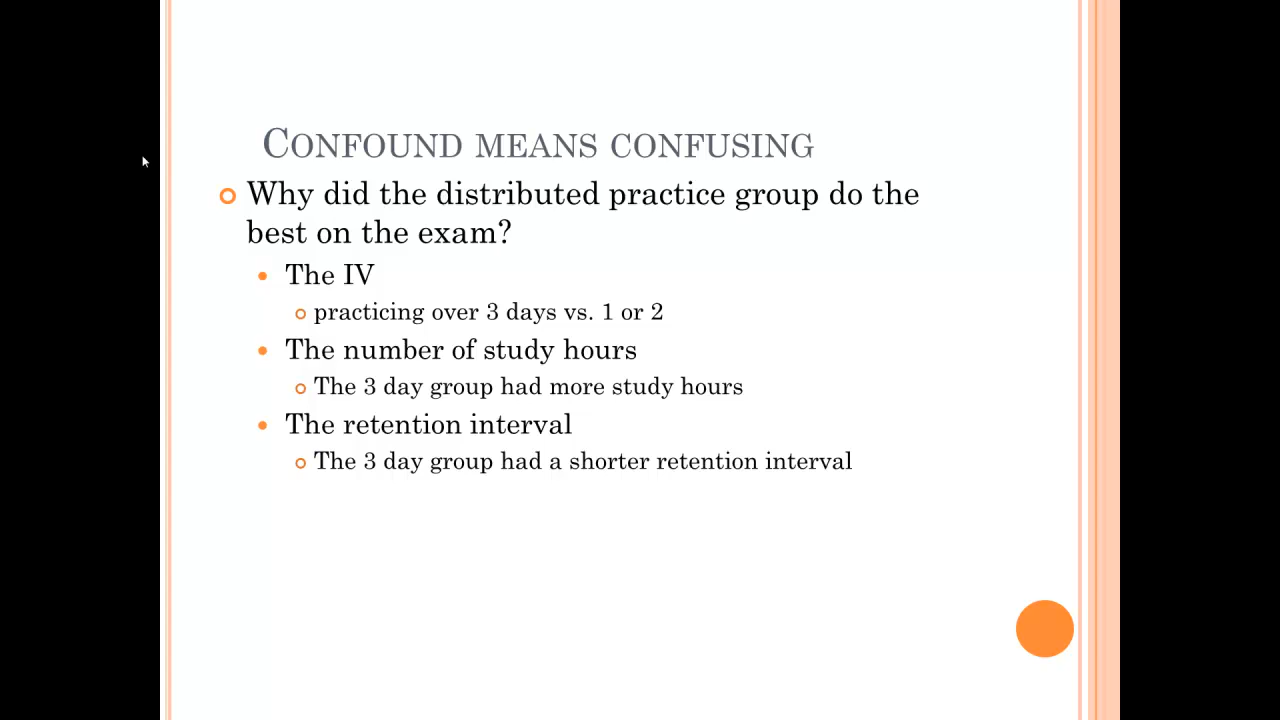 CONFOUND MEANS CONFUSING
Why did the distributed practice group do the
best on the exam?
The IV
practicing over 3 days vs. 1 or 2
The number of study hours
The 3 day group had more study hours
The retention interval
The 3 day group had a shorter retention interval